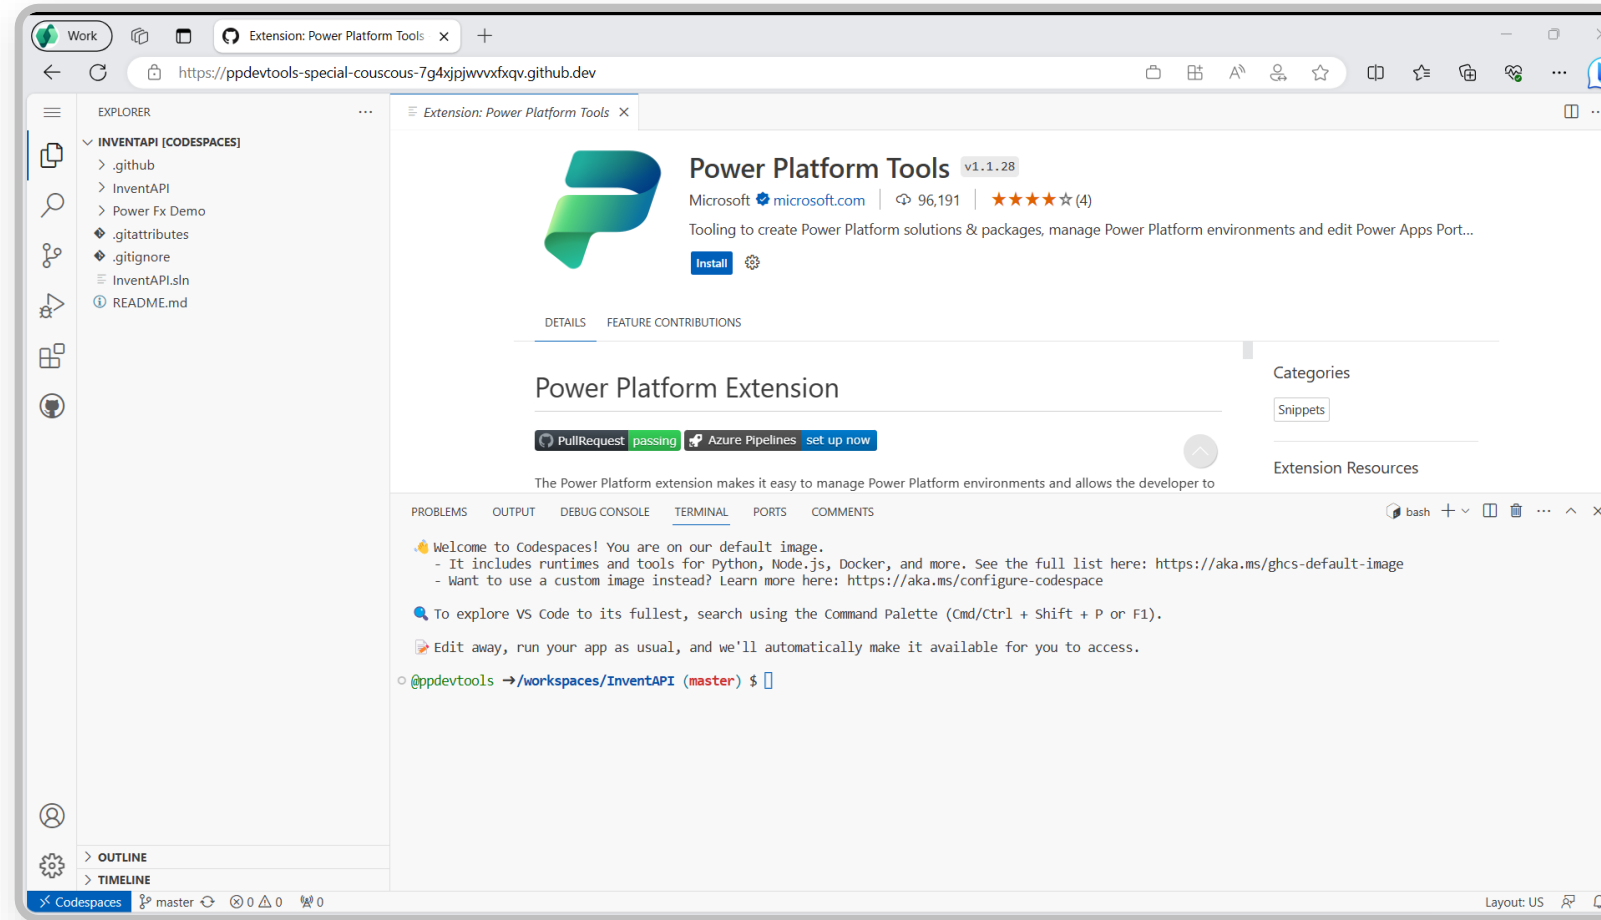 Work
Extension: Power Platform Tools
https://ppdevtools-special-couscous-7g4xjpjwvvxfxqv.github.dev
EXPLORER
INVENTAPI [CODESPACES]
.github
InventAPI
Power Fx Demo
.gitattributes
.gitignore
InventAPI.sln
README.md
OUTLINE
TIMELINE
Extension: Power Platform Tools
Power Platform Tools v1.1.28
Microsoft microsoft.com 96,191 (4)
Tooling to create Power Platform solutions & packages, manage Power Platform environments and edit Power Apps Port...
Install
DETAILS FEATURE CONTRIBUTIONS
Power Platform Extension
PullRequest passing Azure Pipelines set up now
The Power Platform extension makes it easy to manage Power Platform environments and allows the developer to
Categories
Snippets
Extension Resources
PROBLEMS OUTPUT DEBUG CONSOLE TERMINAL PORTS COMMENTS
bash
Welcome to Codespaces! You are on our default image.
- It includes runtimes and tools for Python, Node.js, Docker, and more. See the full list here: https://aka.ms/ghcs-default-image
- Want to use a custom image instead? Learn more here: https://aka.ms/configure-codespace
To explore VS Code to its fullest, search using the Command Palette (Cmd/Ctrl + Shift + P or F1).
Edit away, run your app as usual, and we'll automatically make it available for you to access.
@ppdevtools ➜/workspaces/InventAPI (master) $
Codespaces master 0 0 0
Layout: US